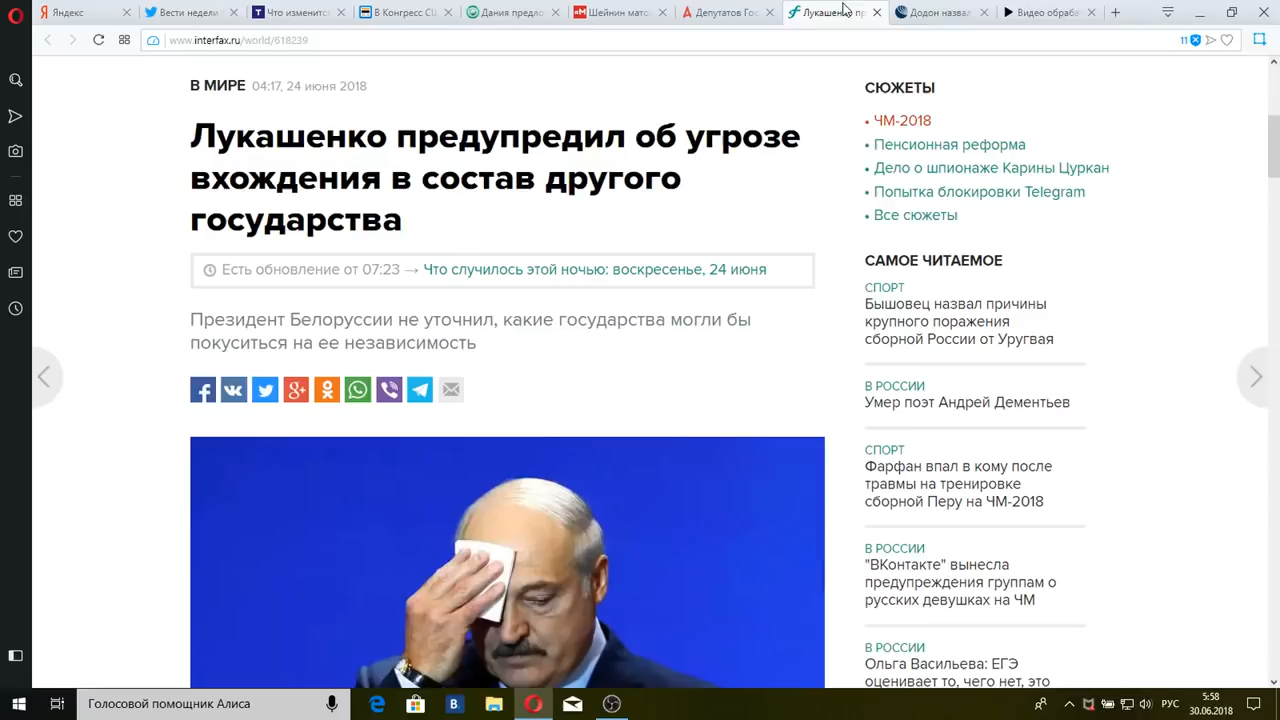 Яндекс
Вести недели
Что изменится
В Конгресс СШ
Дания предло
Шейнин мато
Депутатов Гос
Лукашенко пр
Додон назвал
Видео обрабе
www.interfax.ru/world/618239
11
В МИРЕ 04:17, 24 июня 2018
Лукашенко предупредил об угрозе
вхождения в состав другого
государства
Есть обновление от 07:23 → Что случилось этой ночью: воскресенье, 24 июня
Президент Белоруссии не уточнил, какие государства могли бы
покуситься на ее независимость
СЮЖЕТЫ
• ЧМ-2018
• Пенсионная реформа
• Дело о шпионаже Карины Цуркан
• Попытка блокировки Telegram
• Все сюжеты
САМОЕ ЧИТАЕМОЕ
СПОРТ
Бышовец назвал причины
крупного поражения
сборной России от Уругвая
В РОССИИ
Умер поэт Андрей Дементьев
СПОРТ
Фарфан впал в кому после
травмы на тренировке
сборной Перу на ЧМ-2018
В РОССИИ
"ВКонтакте" вынесла
предупреждения группам о
русских девушках на ЧМ
В РОССИИ
Ольга Васильева: ЕГЭ
оценивает то, чего нет, это
Голосовой помощник Алиса
РУС
5:58
30.06.2018